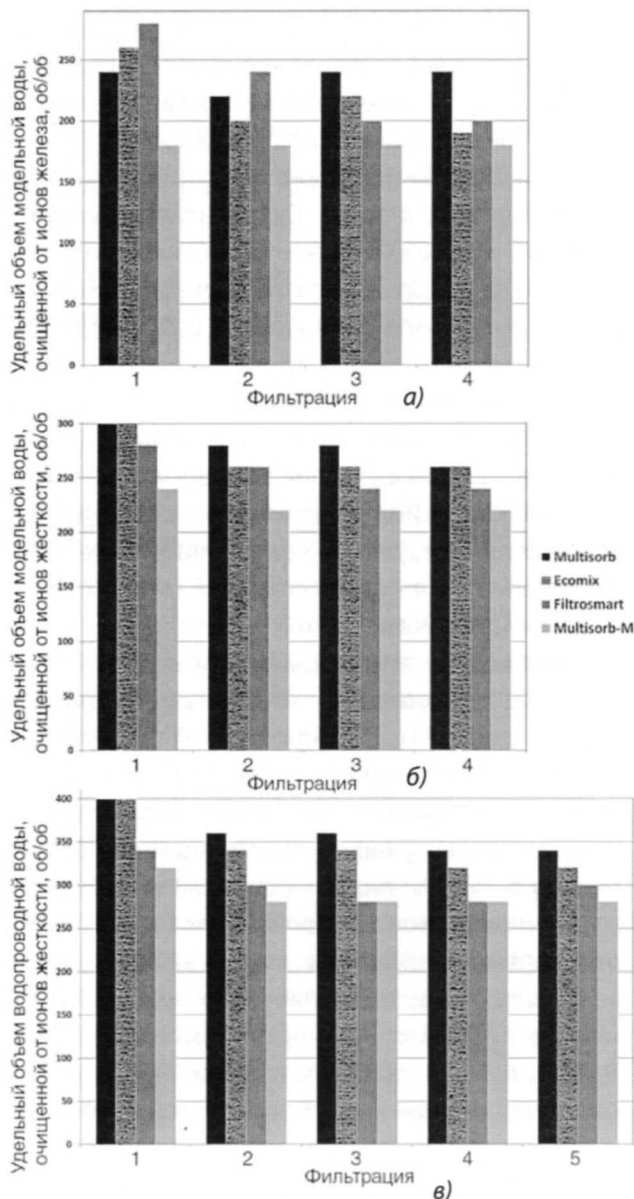 Удельный объем модельной воды,
очищенной от ионов железа, об/об
250
200
150
100
50
0
1 2 3 4
Фильтрация
а)
Удельный объем модельной воды,
очищенной от ионов жесткости, об/об
300
250
200
150
100
50
0
1 2 3 4
Фильтрация
б)
Multisorb
Ecomix
Filtrosmart
Multisorb-M
Удельный объем водопроводной воды,
очищенной от ионов жесткости, об/об
400
350
300
250
200
150
100
50
0
1 2 3 4 5
Фильтрация
в)